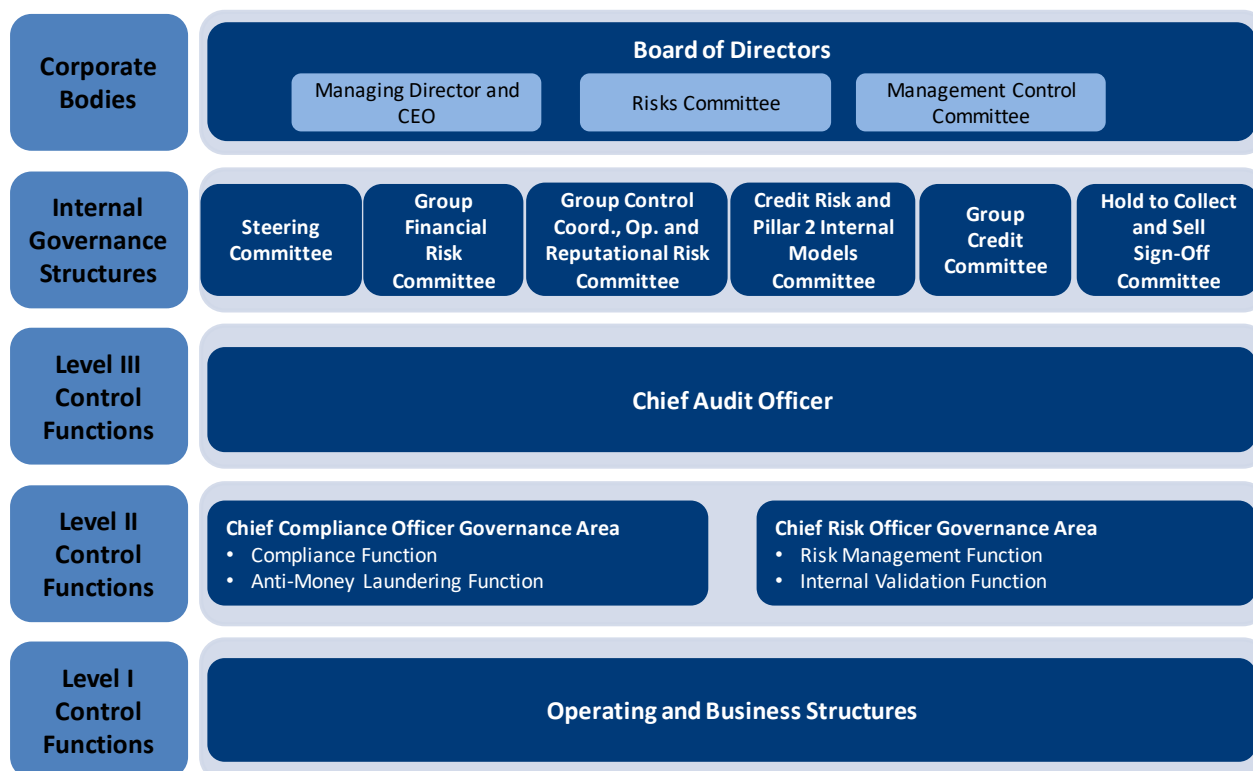 Corporate
Bodies
Board of Directors
Managing Director and
CEO
Risks Committee
Management Control
Committee
Internal
Governance
Structures
Steering
Committee
Group
Financial
Risk
Committee
Group Control
Coord., Op. and
Reputational Risk
Committee
Credit Risk and
Pillar 2 Internal
Models
Committee
Group
Credit
Committee
Hold to Collect
and Sell
Sign-Off
Committee
Level III
Control
Functions
Chief Audit Officer
Level II
Control
Functions
Chief Compliance Officer Governance Area
• Compliance Function
• Anti-Money Laundering Function
Chief Risk Officer Governance Area
• Risk Management Function
• Internal Validation Function
Level I
Control
Functions
Operating and Business Structures